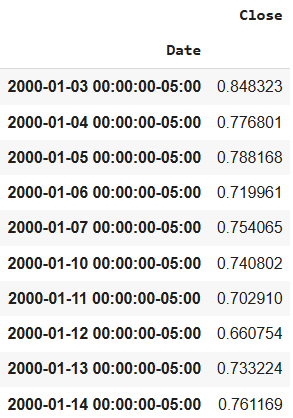 Close
Date
2000-01-03 00:00:00-05:00 0.848323
2000-01-04 00:00:00-05:00 0.776801
2000-01-05 00:00:00-05:00 0.788168
2000-01-06 00:00:00-05:00 0.719961
2000-01-07 00:00:00-05:00 0.754065
2000-01-10 00:00:00-05:00 0.740802
2000-01-11 00:00:00-05:00 0.702910
2000-01-12 00:00:00-05:00 0.660754
2000-01-13 00:00:00-05:00 0.733224
2000-01-14 00:00:00-05:00 0.761169